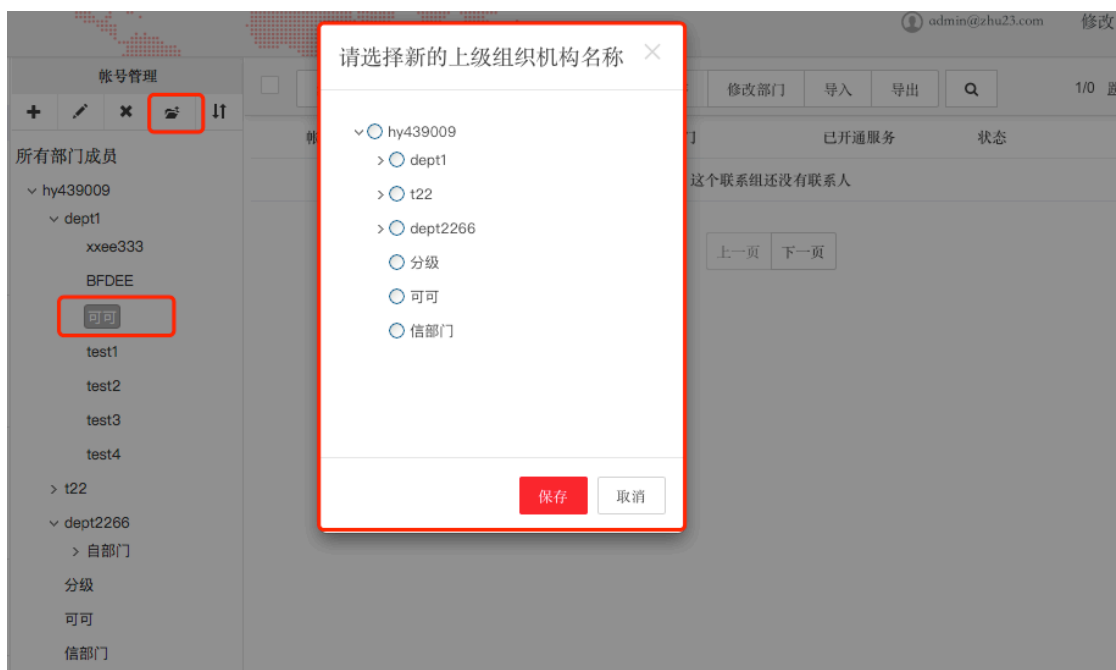 admin@zhu23.com 修改
帐号管理
所有部门成员
hy439009
dept1
xxee333
BFDEE
可可
test1
test2
test3
test4
t22
dept2266
自部门
分级
可可
信部门
修改部门 导入 导出 1/0
帐 门 已开通服务 状态
这个联系组还没有联系人
上一页 下一页
请选择新的上级组织机构名称
hy439009
dept1
t22
dept2266
分级
可可
信部门
保存 取消